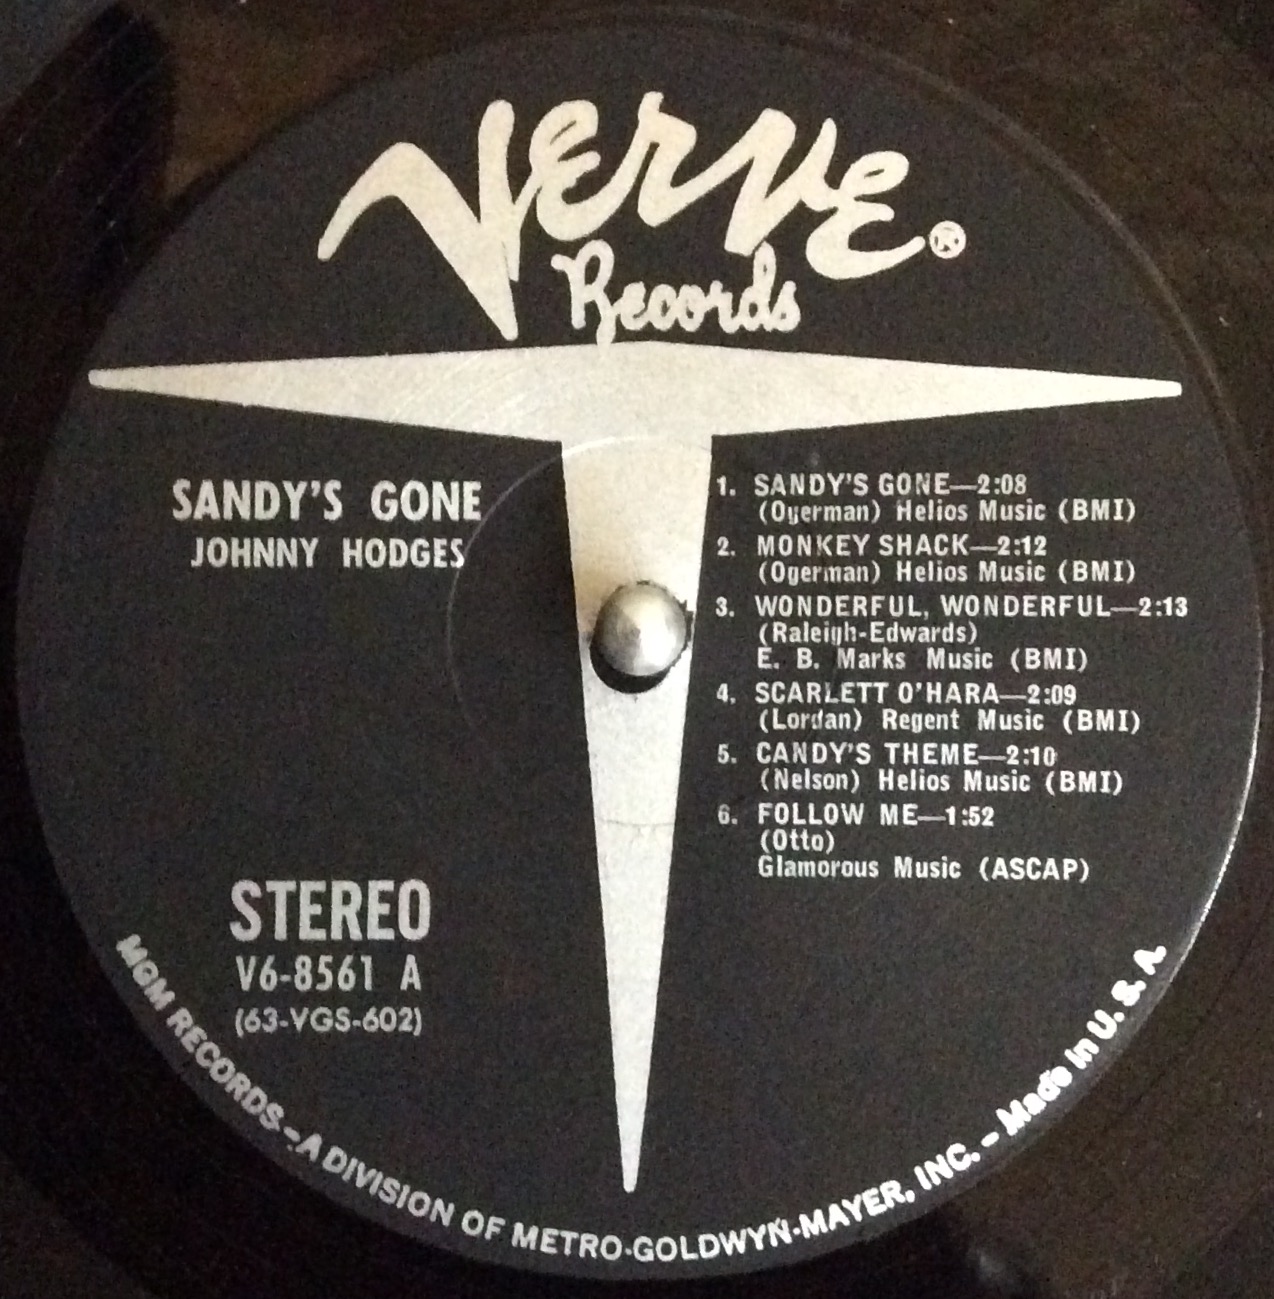 Verve ®
Records
SANDY'S GONE
JOHNNY HODGES
1. SANDY'S GONE—2:08
(Ogerman) Helios Music (BMI)
2. MONKEY SHACK—2:12
(Ogerman) Helios Music (BMI)
3. WONDERFUL, WONDERFUL—2:13
(Raleigh-Edwards)
E. B. Marks Music (BMI)
4. SCARLETT O'HARA—2:09
(Lordan) Regent Music (BMI)
5. CANDY'S THEME—2:10
(Nelson) Helios Music (BMI)
6. FOLLOW ME—1:52
(Otto)
Glamorous Music (ASCAP)
STEREO
V6-8561 A
(63-VGS-602)
MGM RECORDS–A DIVISION OF METRO-GOLDWYN-MAYER, INC. – Made in U. S. A.